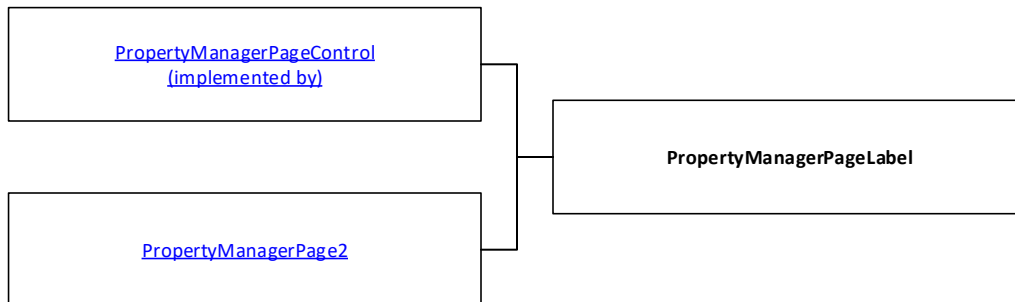 PropertyManagerPageControl
(implemented by)
PropertyManagerPageLabel
PropertyManagerPage2